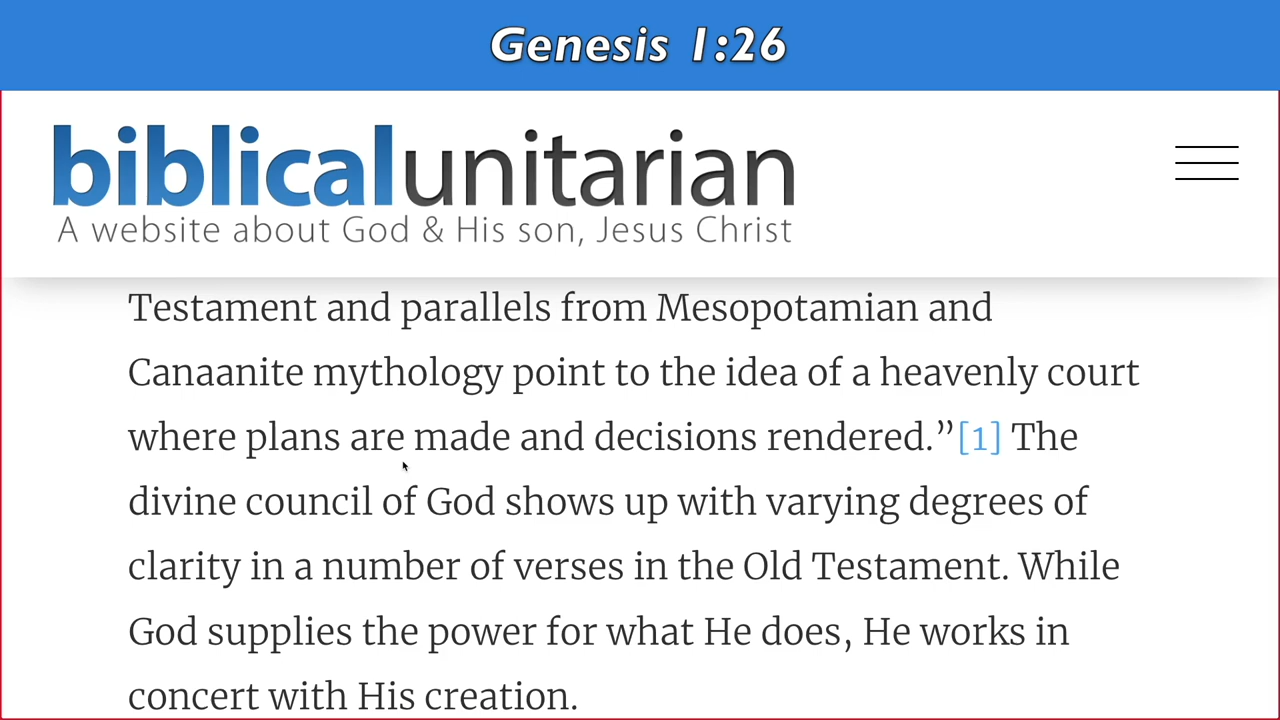 Genesis 1:26
biblicalunitarian
A website about God & His son, Jesus Christ
Testament and parallels from Mesopotamian and
Canaanite mythology point to the idea of a heavenly court
where plans are made and decisions rendered.”[1] The
divine council of God shows up with varying degrees of
clarity in a number of verses in the Old Testament. While
God supplies the power for what He does, He works in
concert with His creation.